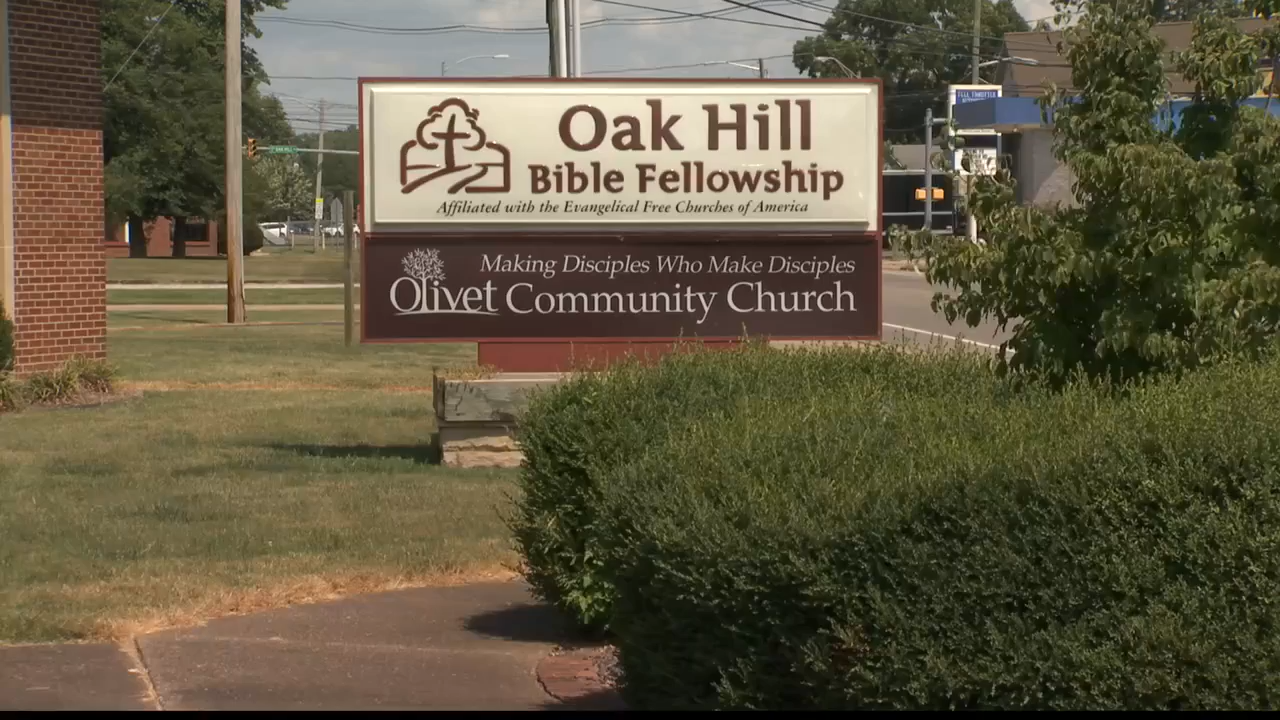 Oak Hill
Bible Fellowship
Affiliated with the Evangelical Free Churches of America
Making Disciples Who Make Disciples
Olivet Community Church